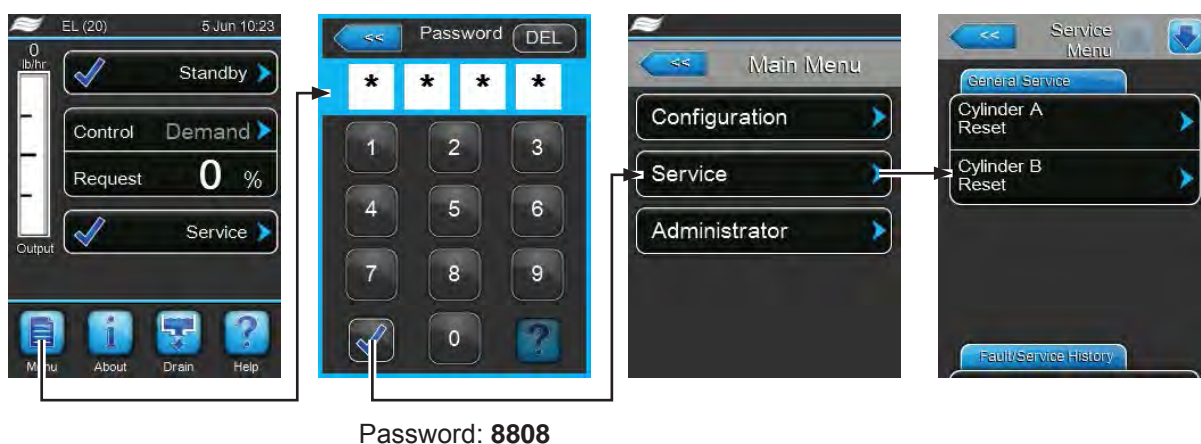 EL (20) 5 Jun 10:23
0
lb/hr
Standby
Control Demand
Request 0 %
Service
Output
Menu About Drain Help
<< Password DEL
* * * *
1 2 3
4 5 6
7 8 9
0 ?
Password: 8808
<< Main Menu
Configuration
Service
Administrator
<< Service
Menu
General Service
Cylinder A
Reset
Cylinder B
Reset
Fault/Service History